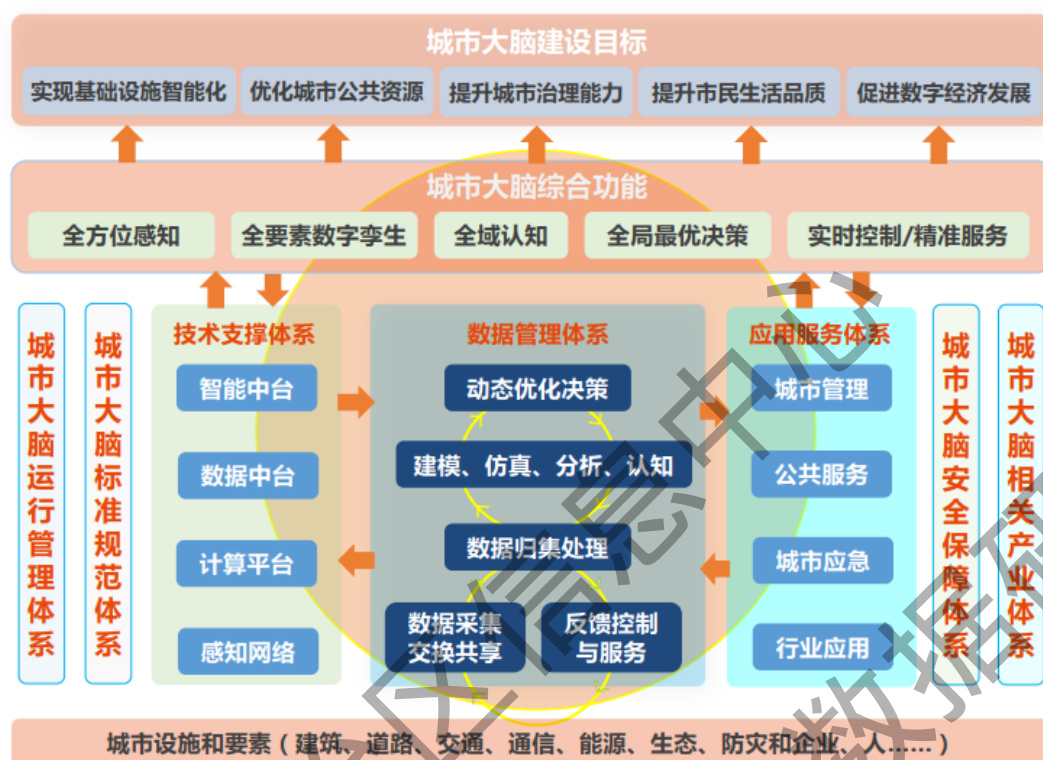 城市大脑建设目标
实现基础设施智能化
优化城市公共资源
提升城市治理能力
提升市民生活品质
促进数字经济发展
城市大脑综合功能
全方位感知
全要素数字孪生
全域认知
全局最优决策
实时控制/精准服务
城市大脑运行管理体系
城市大脑标准规范体系
技术支撑体系
智能中台
数据中台
计算平台
感知网络
数据管理体系
动态优化决策
建模、仿真、分析、认知
数据归集处理
数据采集
交换共享
反馈控制
与服务
应用服务体系
城市管理
公共服务
城市应急
行业应用
城市大脑安全保障体系
城市大脑相关产业体系
城市设施和要素（建筑、道路、交通、通信、能源、生态、防灾和企业、人……）
区信息中心
数据研